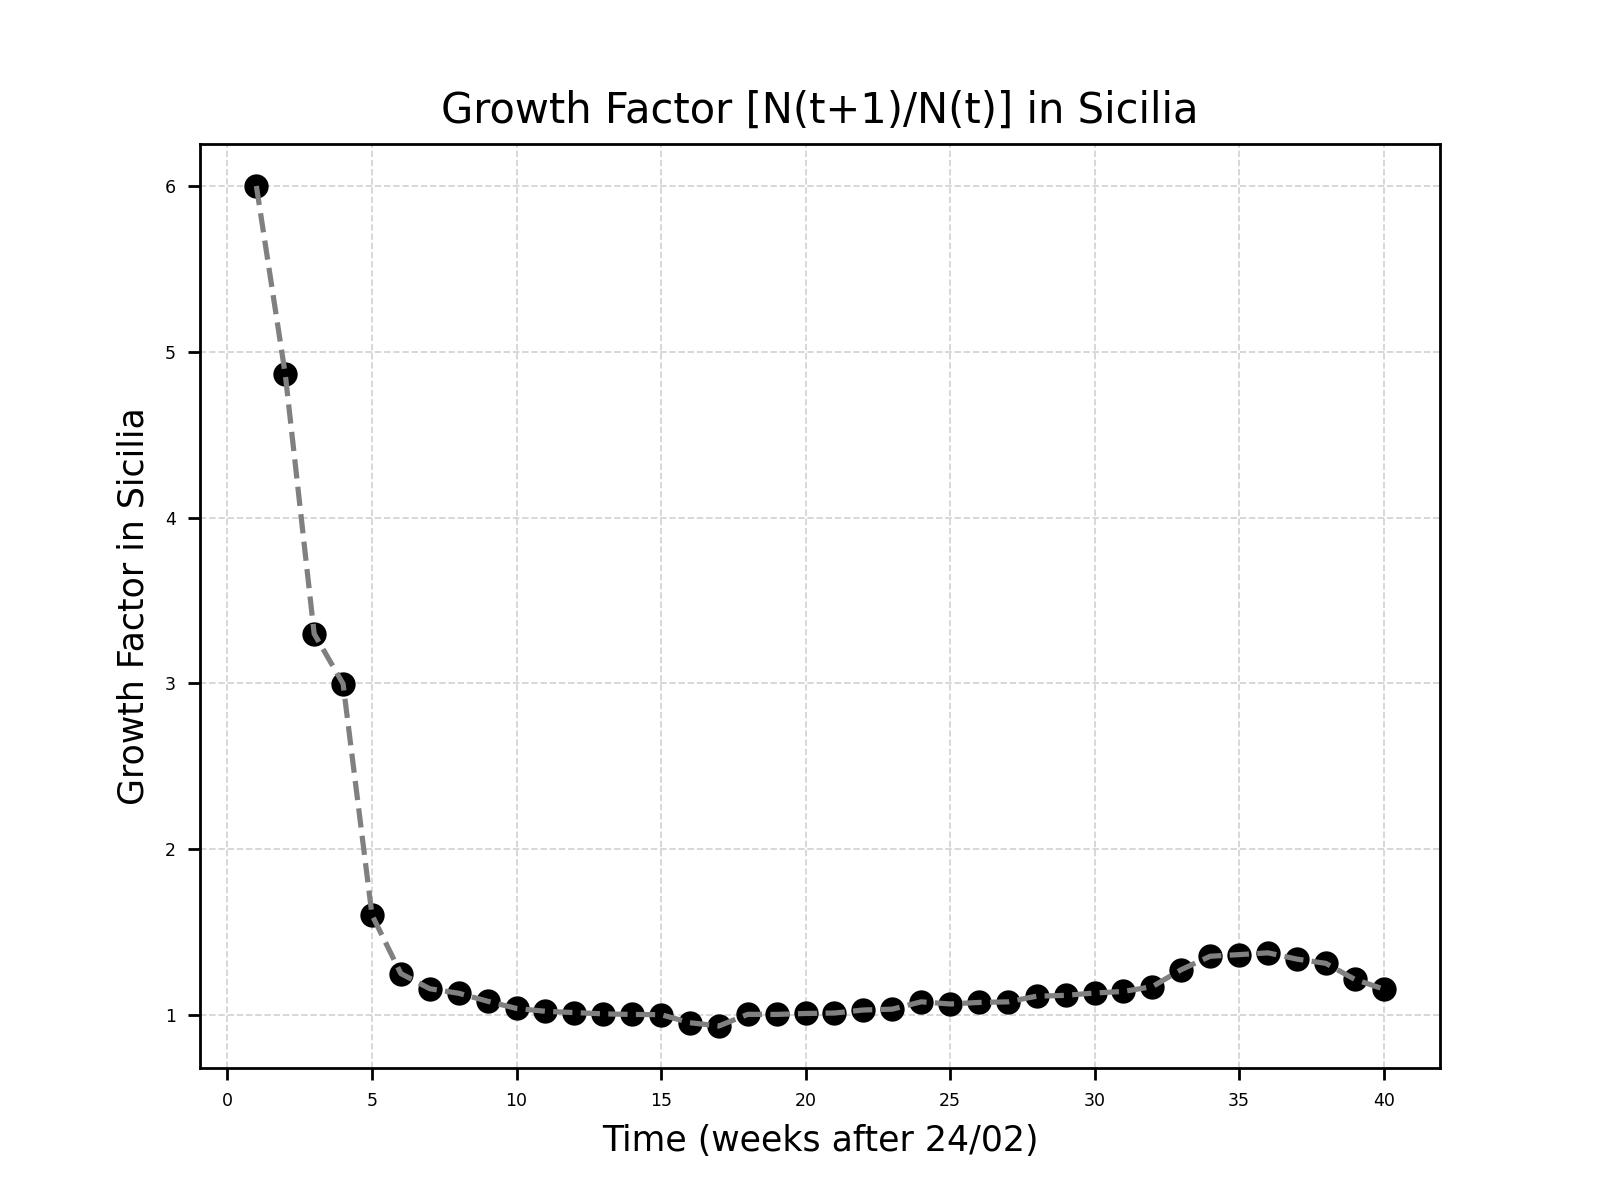 Growth Factor [N(t+1)/N(t)] in Sicilia
Growth Factor in Sicilia
6
5
4
3
2
1
0 5 10 15 20 25 30 35 40
Time (weeks after 24/02)